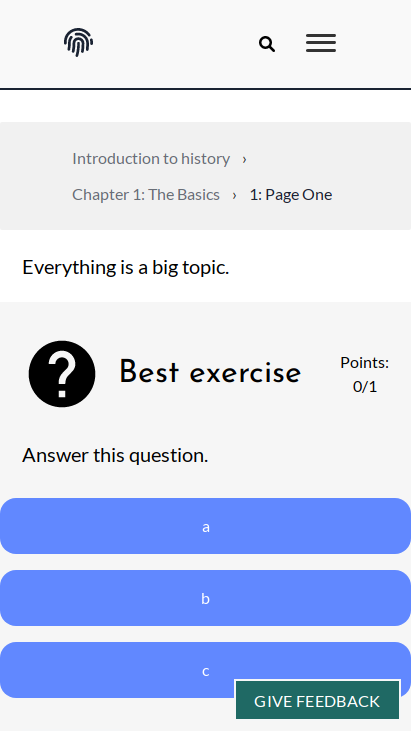 Introduction to history ›
Chapter 1: The Basics › 1: Page One
Everything is a big topic.
Best exercise
Points:
0/1
Answer this question.
a
b
c
GIVE FEEDBACK